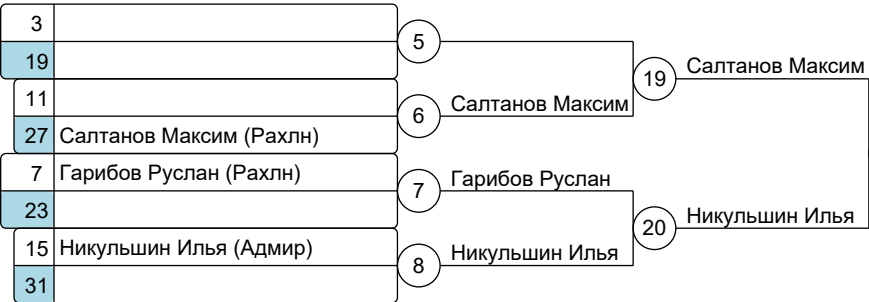 3
19
5
11
27 Салтанов Максим (Рахлн)
6
Салтанов Максим
19
Салтанов Максим
7 Гарибов Руслан (Рахлн)
23
7
Гарибов Руслан
15 Никульшин Илья (Адмир)
31
8
Никульшин Илья
20
Никульшин Илья